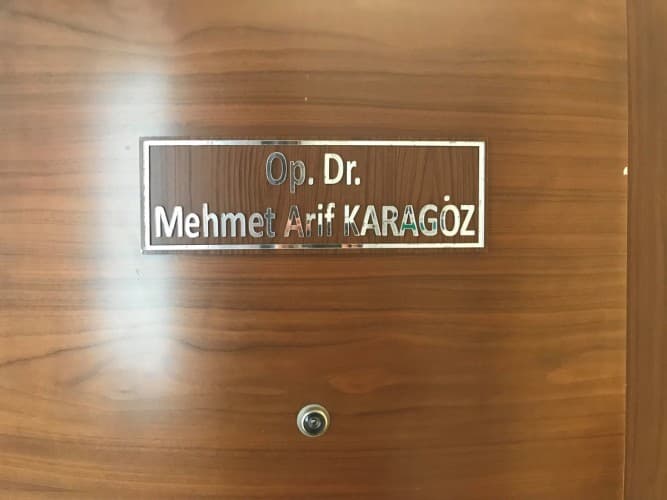 Op. Dr.
Mehmet Arif KARAGÖZ